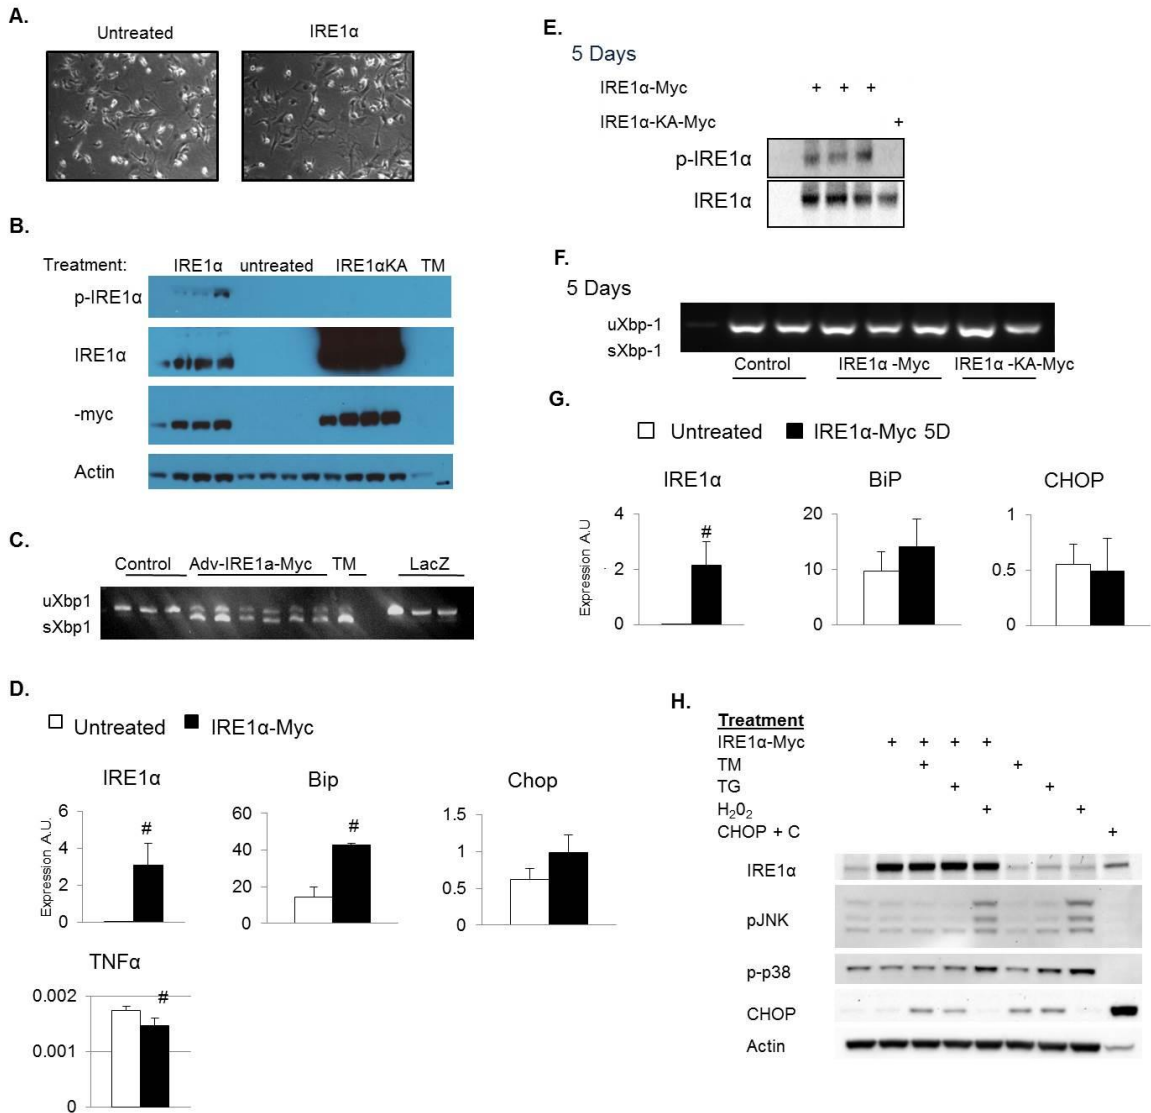 A.
Untreated
IRE1α
B.
Treatment: IRE1α untreated IRE1αKA TM
p-IRE1α
IRE1α
-myc
Actin
C.
Control Adv-IRE1a-Myc TM LacZ
uXbp1
sXbp1
D.
Untreated IRE1α-Myc
IRE1α
Expression A.U.
6
4
2
0
Bip
60
40
20
0
#
Chop
1.5
1
0.5
0
#
TNFα
0.002
0.001
0
#
E.
5 Days
IRE1α-Myc + + +
IRE1α-KA-Myc +
p-IRE1α
IRE1α
F.
5 Days
uXbp-1
sXbp-1
Control IRE1α -Myc IRE1α -KA-Myc
G.
Untreated IRE1α-Myc 5D
IRE1α
Expression A.U
4
2
0
#
BiP
20
10
0
CHOP
1
0.5
0
H.
Treatment
IRE1α-Myc + + + +
TM + +
TG + +
H202 + +
CHOP + C +
IRE1α
pJNK
p-p38
CHOP
Actin